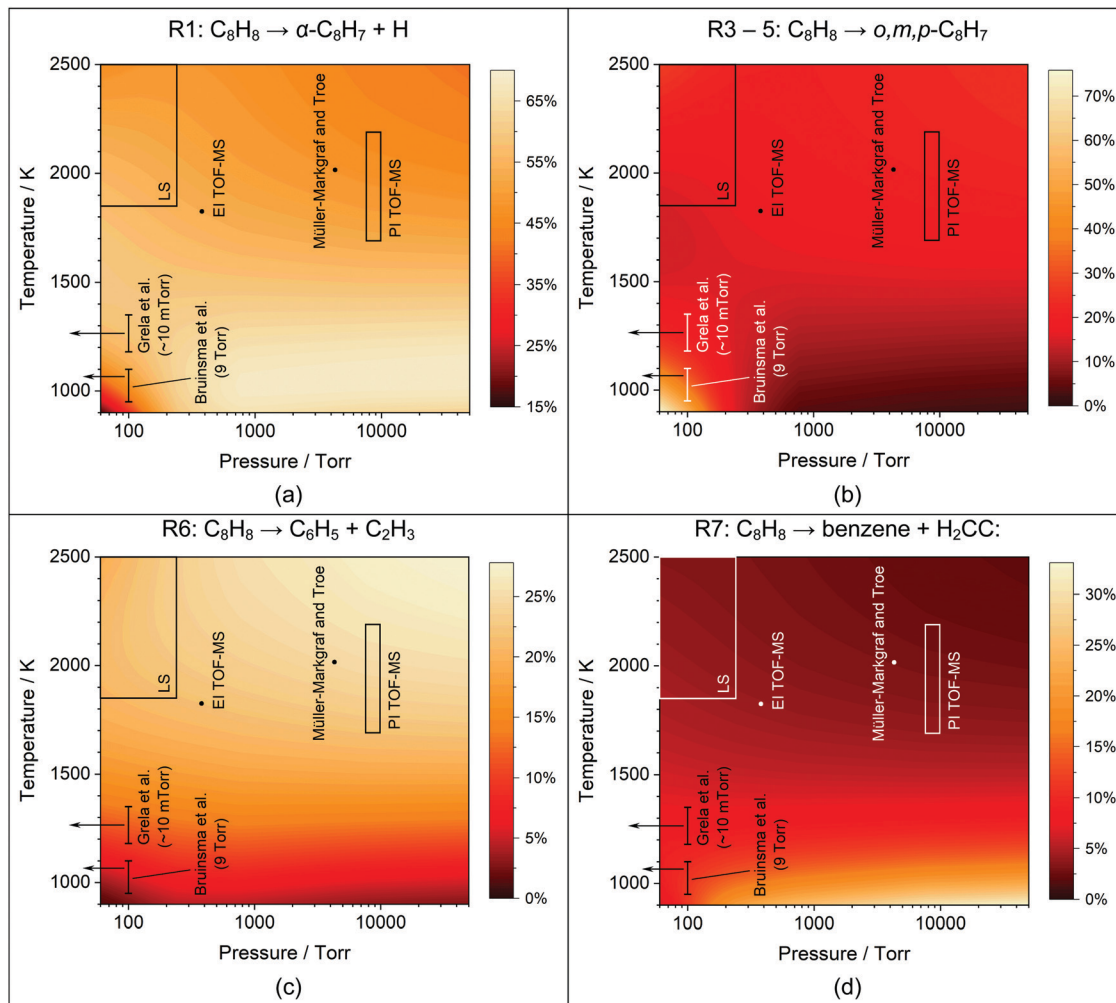 R1: C₈H₈ → α-C₈H₇ + H
2500
2000
1500
1000
Temperature / K
100
1000
10000
Pressure / Torr
LS
EI TOF-MS
Müller-Markgraf and Troe
PI TOF-MS
Grela et al.
(~10 mTorr)
Bruinsma et al.
(9 Torr)
65%
55%
45%
35%
25%
15%
(a)
R3 – 5: C₈H₈ → o,m,p-C₈H₇
2500
2000
1500
1000
Temperature / K
100
1000
10000
Pressure / Torr
LS
EI TOF-MS
Müller-Markgraf and Troe
PI TOF-MS
Grela et al.
(~10 mTorr)
Bruinsma et al.
(9 Torr)
70%
60%
50%
40%
30%
20%
10%
0%
(b)
R6: C₈H₈ → C₆H₅ + C₂H₃
2500
2000
1500
1000
Temperature / K
100
1000
10000
Pressure / Torr
LS
EI TOF-MS
Müller-Markgraf and Troe
PI TOF-MS
Grela et al.
(~10 mTorr)
Bruinsma et al.
(9 Torr)
25%
20%
15%
10%
5%
0%
(c)
R7: C₈H₈ → benzene + H₂CC:
2500
2000
1500
1000
Temperature / K
100
1000
10000
Pressure / Torr
LS
EI TOF-MS
Müller-Markgraf and Troe
PI TOF-MS
Grela et al.
(~10 mTorr)
Bruinsma et al.
(9 Torr)
30%
25%
20%
15%
10%
5%
0%
(d)